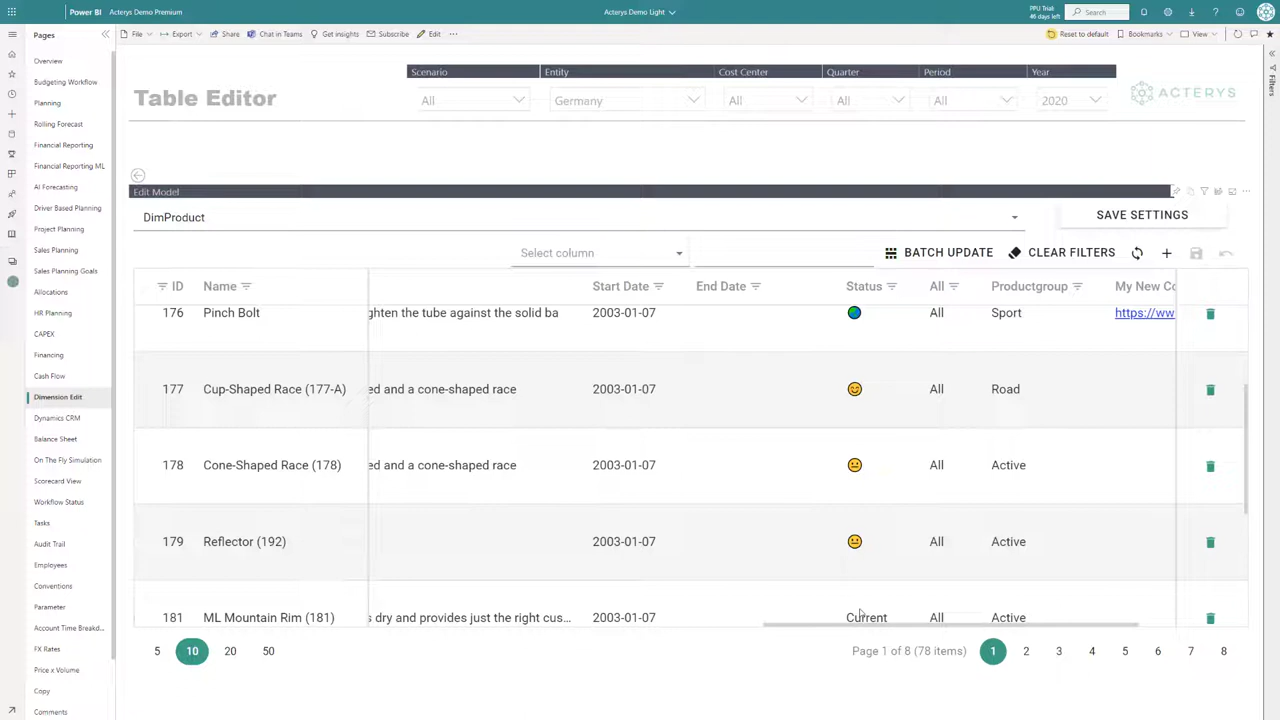 Power BI Acterys Demo Premium
Acterys Demo Light
PPU Trial
46 days left
Search
Pages
File
Export
Share
Chat in Teams
Get insights
Subscribe
Edit
Reset to default
Bookmarks
View
Filters
Overview
Budgeting Workflow
Planning
Rolling Forecast
Financial Reporting
Financial Reporting ML
AI Forecasting
Driver Based Planning
Project Planning
Sales Planning
Sales Planning Goals
Allocations
HR Planning
CAPEX
Financing
Cash Flow
Dimension Edit
Dynamics CRM
Balance Sheet
On The Fly Simulation
Scorecard View
Workflow Status
Tasks
Audit Trail
Employees
Conventions
Parameter
Account Time Breakd...
FX Rates
Price x Volume
Copy
Comments
Table Editor
Scenario Entity Cost Center Quarter Period Year
All Germany All All All 2020
ACTERYS
Edit Model
DimProduct
SAVE SETTINGS
Select column
BATCH UPDATE
CLEAR FILTERS
ID Name Start Date End Date Status All Productgroup My New Co
176 Pinch Bolt ghten the tube against the solid ba 2003-01-07 All Sport https://ww
177 Cup-Shaped Race (177-A) ed and a cone-shaped race 2003-01-07 All Road
178 Cone-Shaped Race (178) ed and a cone-shaped race 2003-01-07 All Active
179 Reflector (192) 2003-01-07 All Active
181 ML Mountain Rim (181) s dry and provides just the right cus... 2003-01-07 Current All Active
5 10 20 50
Page 1 of 8 (78 items) 1 2 3 4 5 6 7 8